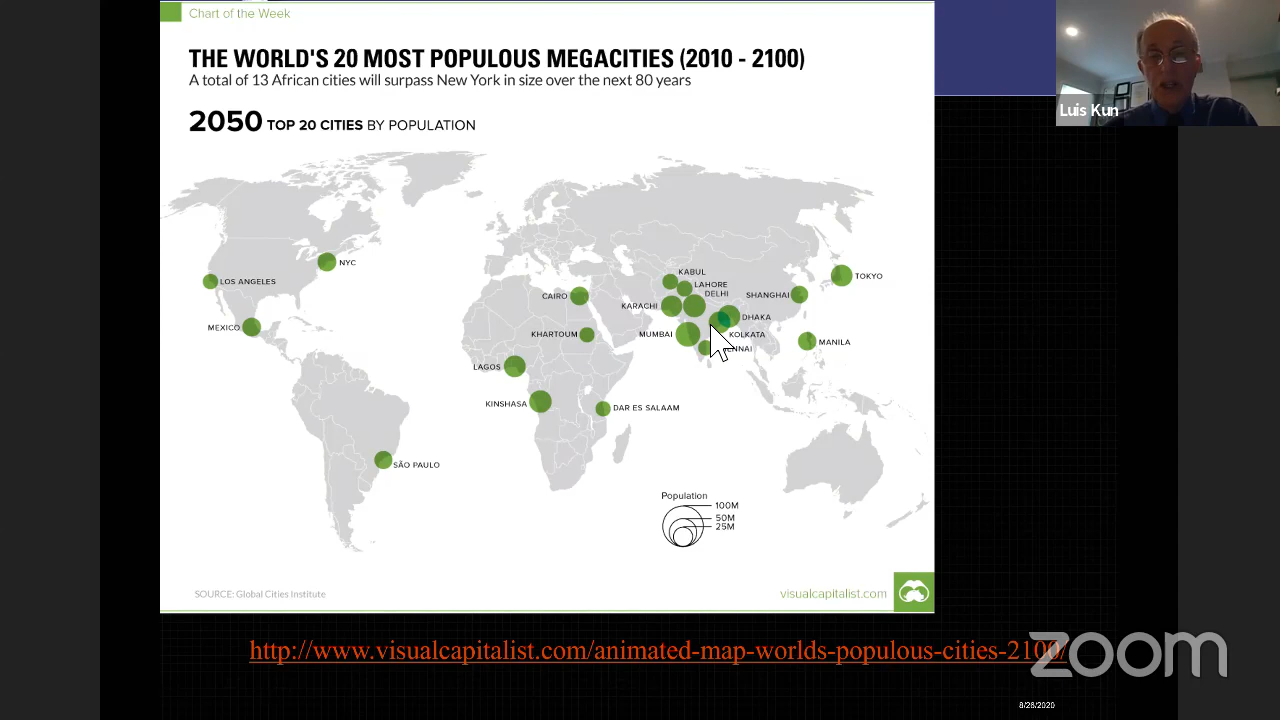 Chart of the Week
THE WORLD'S 20 MOST POPULOUS MEGACITIES (2010 - 2100)
A total of 13 African cities will surpass New York in size over the next 80 years
2050 TOP 20 CITIES BY POPULATION
Luis Kun
NYC
LOS ANGELES
MEXICO
SÃO PAULO
CAIRO
KHARTOUM
LAGOS
KINSHASA
DAR ES SALAAM
KABUL
LAHORE
DELHI
KARACHI
MUMBAI
DHAKA
KOLKATA
ENNAI
SHANGHAI
TOKYO
MANILA
Population
100M
50M
25M
SOURCE: Global Cities Institute
visualcapitalist.com
http://www.visualcapitalist.com/animated-map-worlds-populous-cities-2100/
zoom
8/26/2020